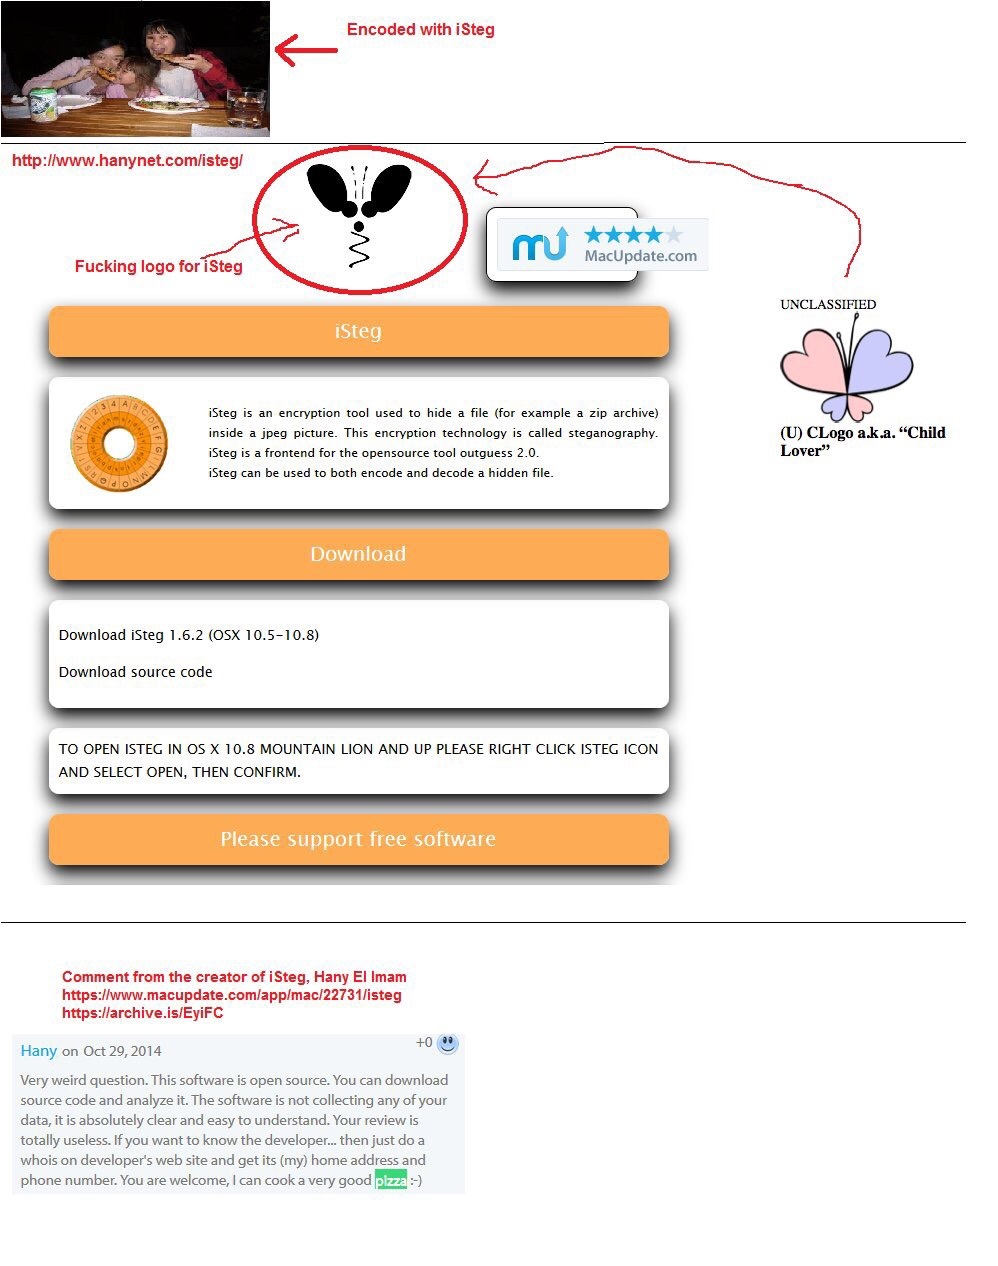 Encoded with iSteg
http://www.hanynet.com/isteg/
Fucking logo for iSteg
mu
MacUpdate.com
UNCLASSIFIED
(U) CLogo a.k.a. “Child
Lover”
iSteg
iSteg is an encryption tool used to hide a file (for example a zip archive)
inside a jpeg picture. This encryption technology is called steganography.
iSteg is a frontend for the opensource tool outguess 2.0.
iSteg can be used to both encode and decode a hidden file.
Download
Download iSteg 1.6.2 (OSX 10.5-10.8)
Download source code
TO OPEN ISTEG IN OS X 10.8 MOUNTAIN LION AND UP PLEASE RIGHT CLICK ISTEG ICON
AND SELECT OPEN, THEN CONFIRM.
Please support free software
Comment from the creator of iSteg, Hany El Imam
https://www.macupdate.com/app/mac/22731/isteg
https://archive.is/EyiFC
Hany on Oct 29, 2014
+0
Very weird question. This software is open source. You can download
source code and analyze it. The software is not collecting any of your
data, it is absolutely clear and easy to understand. Your review is
totally useless. If you want to know the developer... then just do a
whois on developer's web site and get its (my) home address and
phone number. You are welcome, I can cook a very good pizza :-)